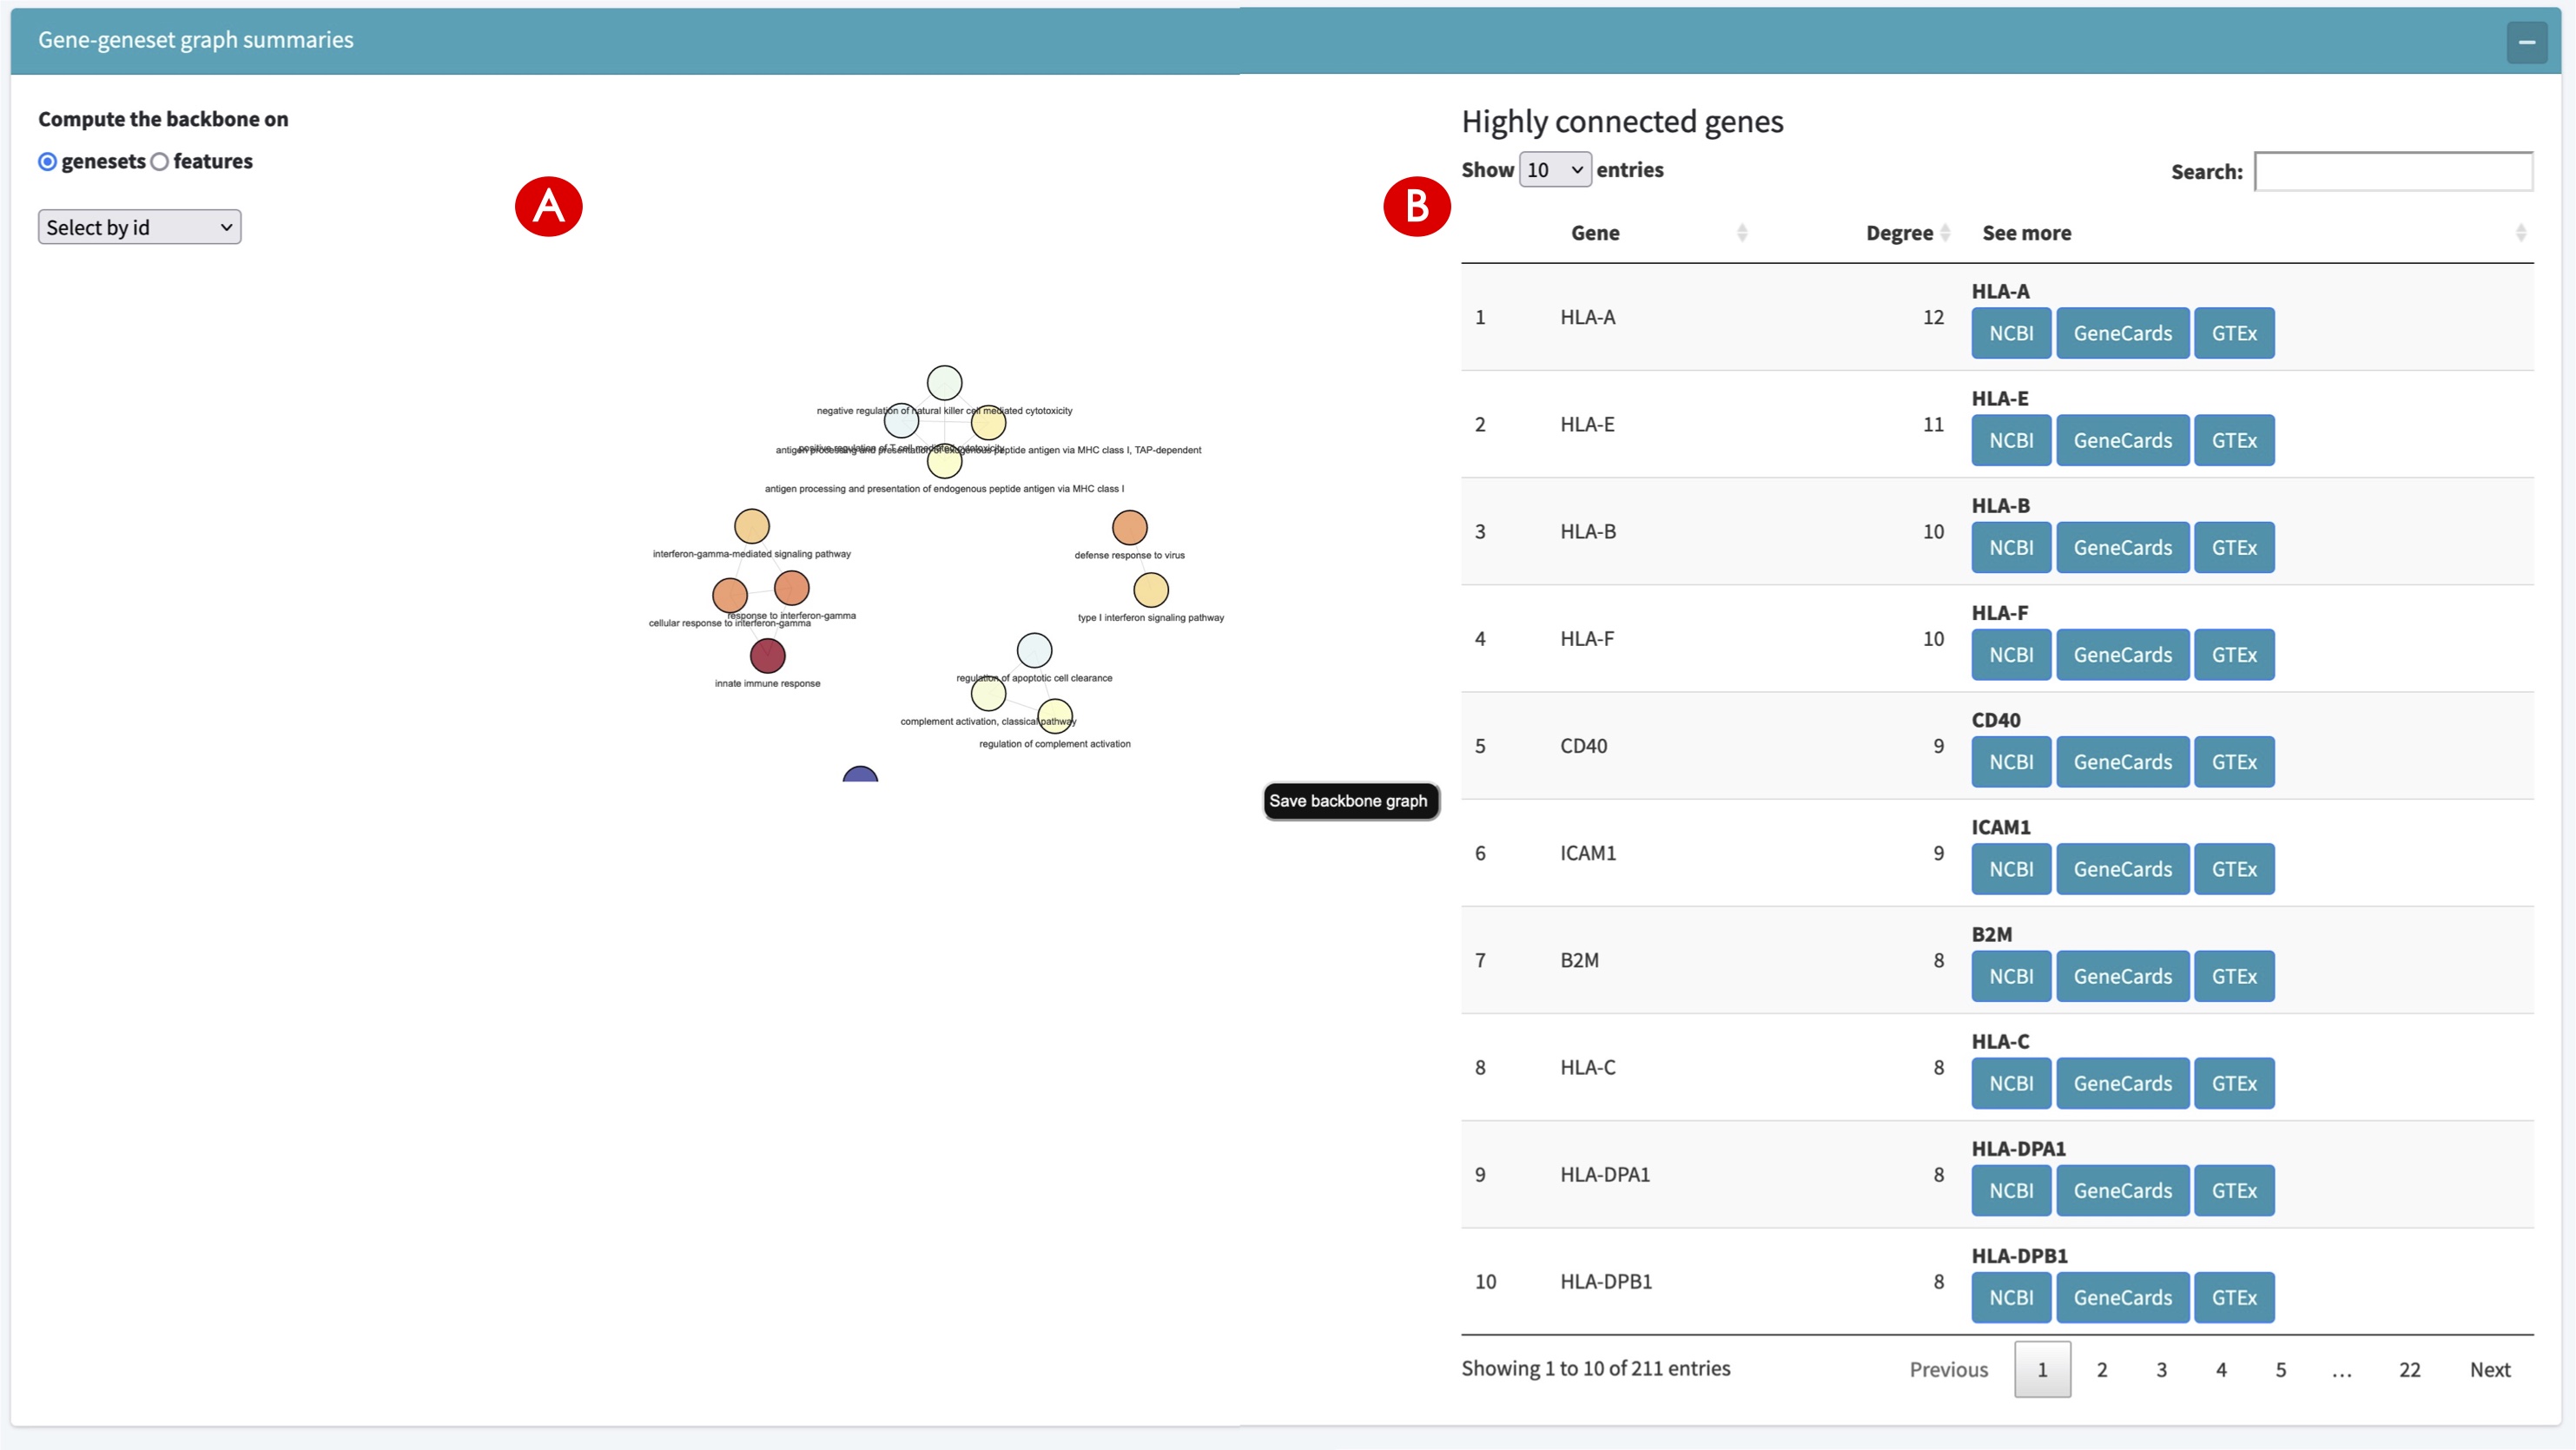 Gene-geneset graph summaries
Compute the backbone on
genesets features
Select by id
A
negative regulation of natural killer cell mediated cytotoxicity
positive regulation of T cell mediated cytotoxicity
antigen processing and presentation of exogenous peptide antigen via MHC class I, TAP-dependent
antigen processing and presentation of endogenous peptide antigen via MHC class I
interferon-gamma-mediated signaling pathway
defense response to virus
response to interferon-gamma
cellular response to interferon-gamma
type I interferon signaling pathway
innate immune response
regulation of apoptotic cell clearance
complement activation, classical pathway
regulation of complement activation
Save backbone graph
B
Highly connected genes
Show 10 entries
Search:
Gene Degree See more
HLA-A
1 HLA-A 12 NCBI GeneCards GTEx
HLA-E
2 HLA-E 11 NCBI GeneCards GTEx
HLA-B
3 HLA-B 10 NCBI GeneCards GTEx
HLA-F
4 HLA-F 10 NCBI GeneCards GTEx
CD40
5 CD40 9 NCBI GeneCards GTEx
ICAM1
6 ICAM1 9 NCBI GeneCards GTEx
B2M
7 B2M 8 NCBI GeneCards GTEx
HLA-C
8 HLA-C 8 NCBI GeneCards GTEx
HLA-DPA1
9 HLA-DPA1 8 NCBI GeneCards GTEx
HLA-DPB1
10 HLA-DPB1 8 NCBI GeneCards GTEx
Showing 1 to 10 of 211 entries
Previous 1 2 3 4 5 … 22 Next